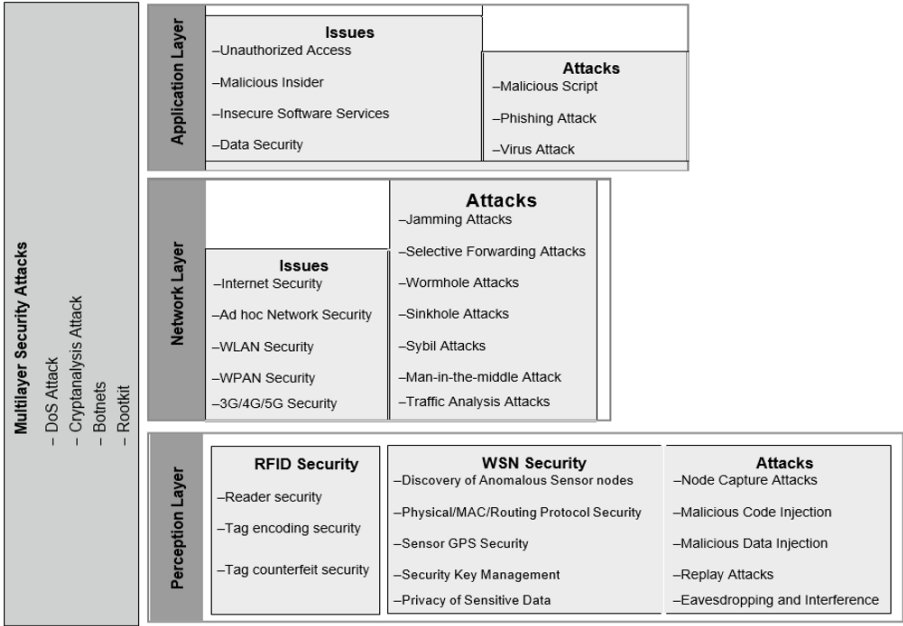 Multilayer Security Attacks
– DoS Attack
– Cryptanalysis Attack
– Botnets
– Rootkit
Application Layer
Issues
–Unauthorized Access
–Malicious Insider
–Insecure Software Services
–Data Security
Attacks
–Malicious Script
–Phishing Attack
–Virus Attack
Network Layer
Issues
–Internet Security
–Ad hoc Network Security
–WLAN Security
–WPAN Security
–3G/4G/5G Security
Attacks
–Jamming Attacks
–Selective Forwarding Attacks
–Wormhole Attacks
–Sinkhole Attacks
–Sybil Attacks
–Man-in-the-middle Attack
–Traffic Analysis Attacks
Perception Layer
RFID Security
–Reader security
–Tag encoding security
–Tag counterfeit security
WSN Security
–Discovery of Anomalous Sensor nodes
–Physical/MAC/Routing Protocol Security
–Sensor GPS Security
–Security Key Management
–Privacy of Sensitive Data
Attacks
–Node Capture Attacks
–Malicious Code Injection
–Malicious Data Injection
–Replay Attacks
–Eavesdropping and Interference